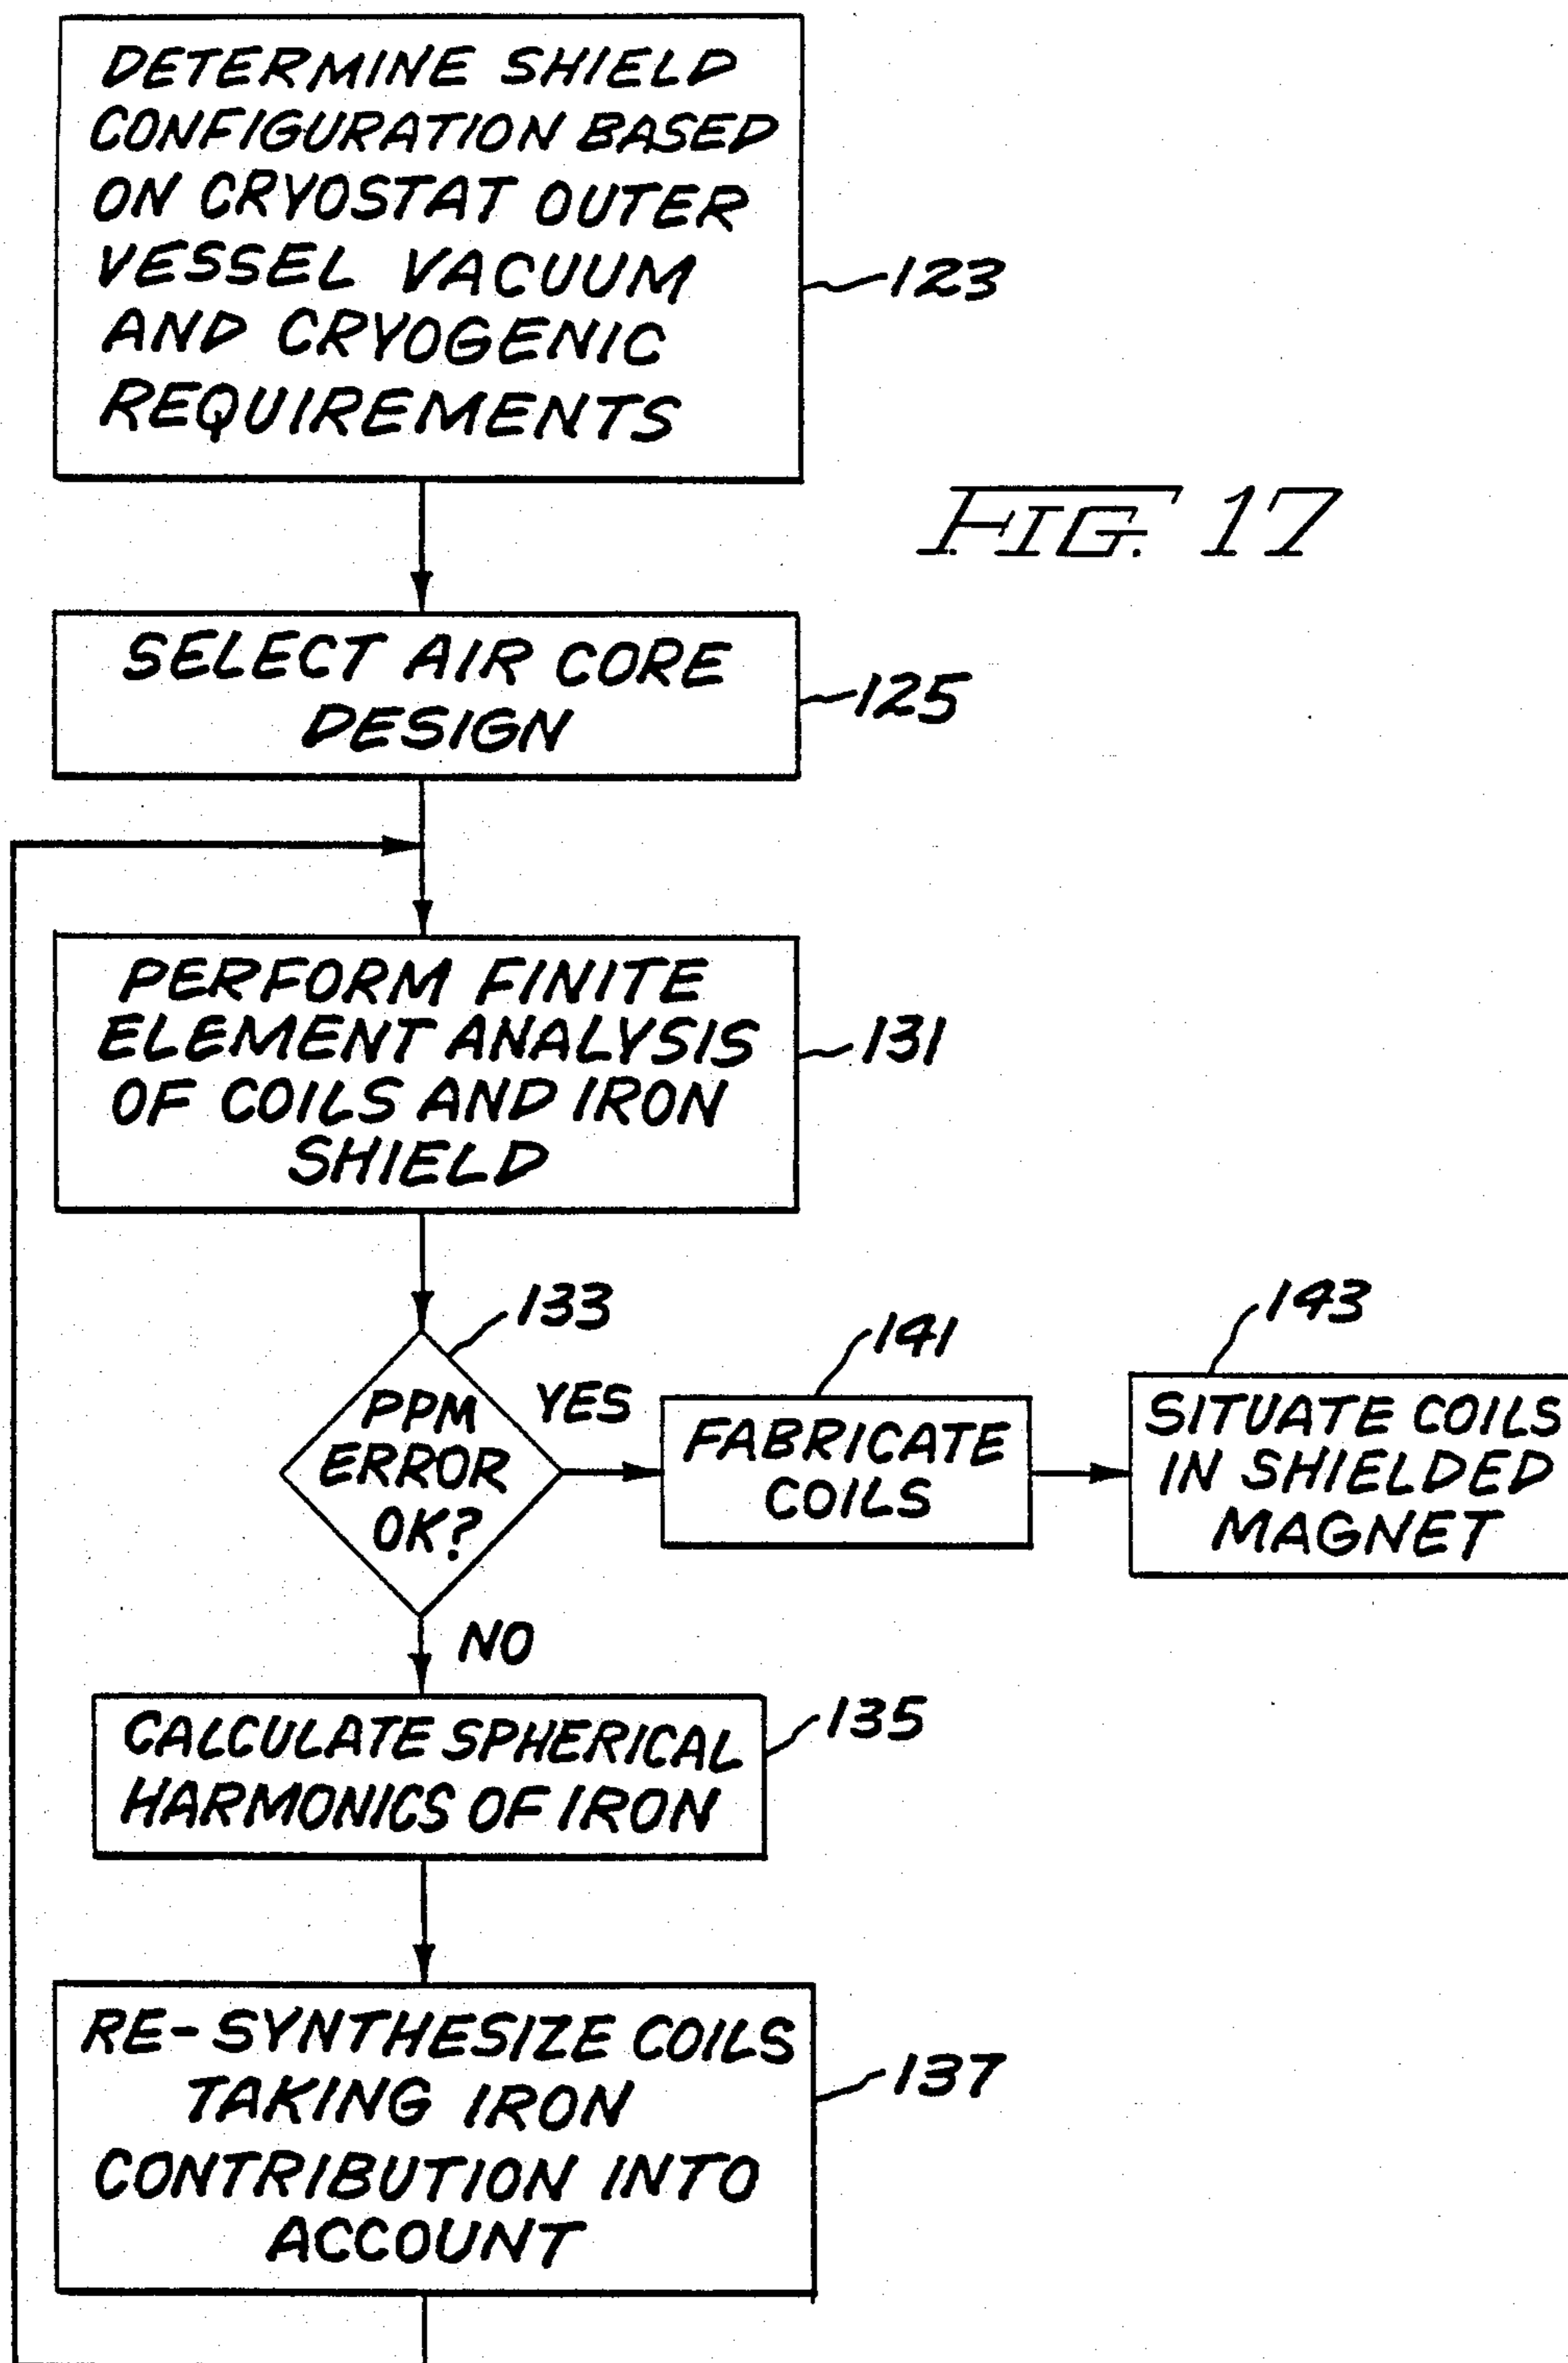 DETERMINE SHIELD
CONFIGURATION BASED
ON CRYOSTAT OUTER
VESSEL VACUUM
AND CRYOGENIC
REQUIREMENTS
123
FIG. 17
SELECT AIR CORE
DESIGN
125
PERFORM FINITE
ELEMENT ANALYSIS
OF COILS AND IRON
SHIELD
131
133
PPM
ERROR
OK?
YES
141
FABRICATE
COILS
143
SITUATE COILS
IN SHIELDED
MAGNET
NO
CALCULATE SPHERICAL
HARMONICS OF IRON
135
RE-SYNTHESIZE COILS
TAKING IRON
CONTRIBUTION INTO
ACCOUNT
137